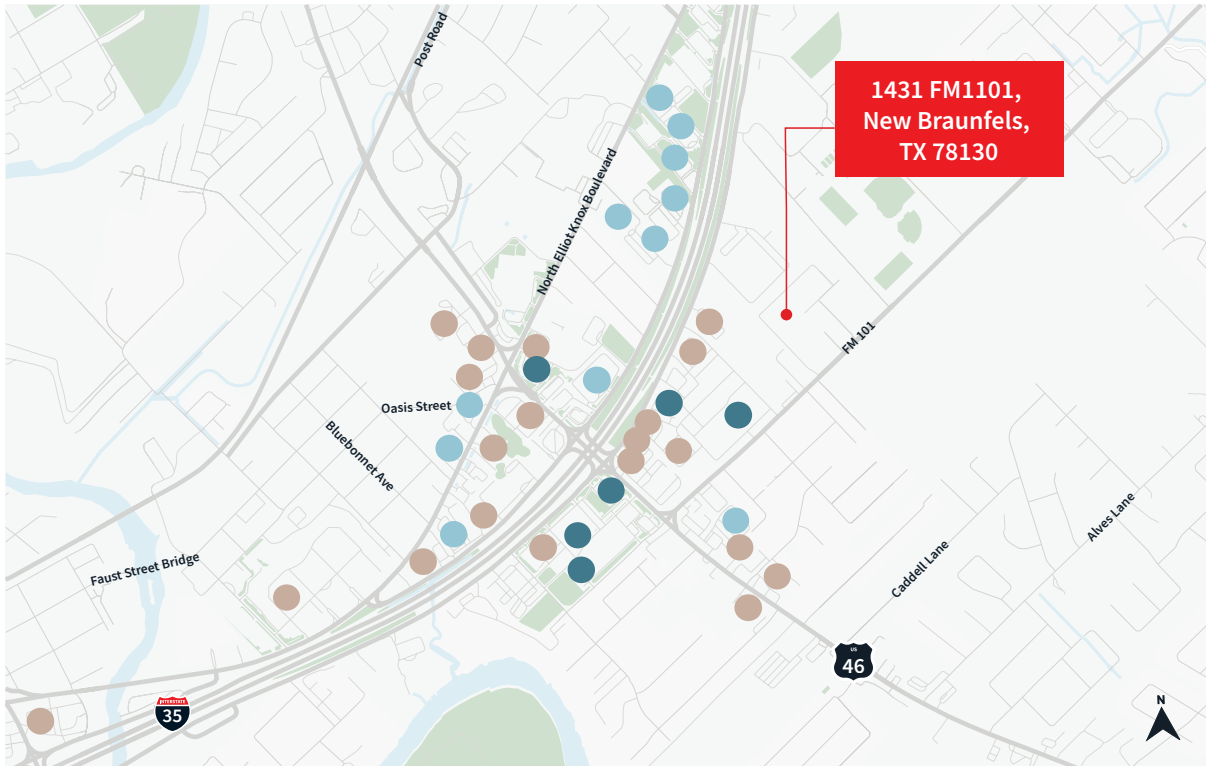 Post Road
1431 FM1101,
New Braunfels,
TX 78130
North Elliot Knox Boulevard
FM 101
Oasis Street
Bluebonnet Ave
Alves Lane
Faust Street Bridge
Caddell Lane
US
46
INTERSTATE
35
N